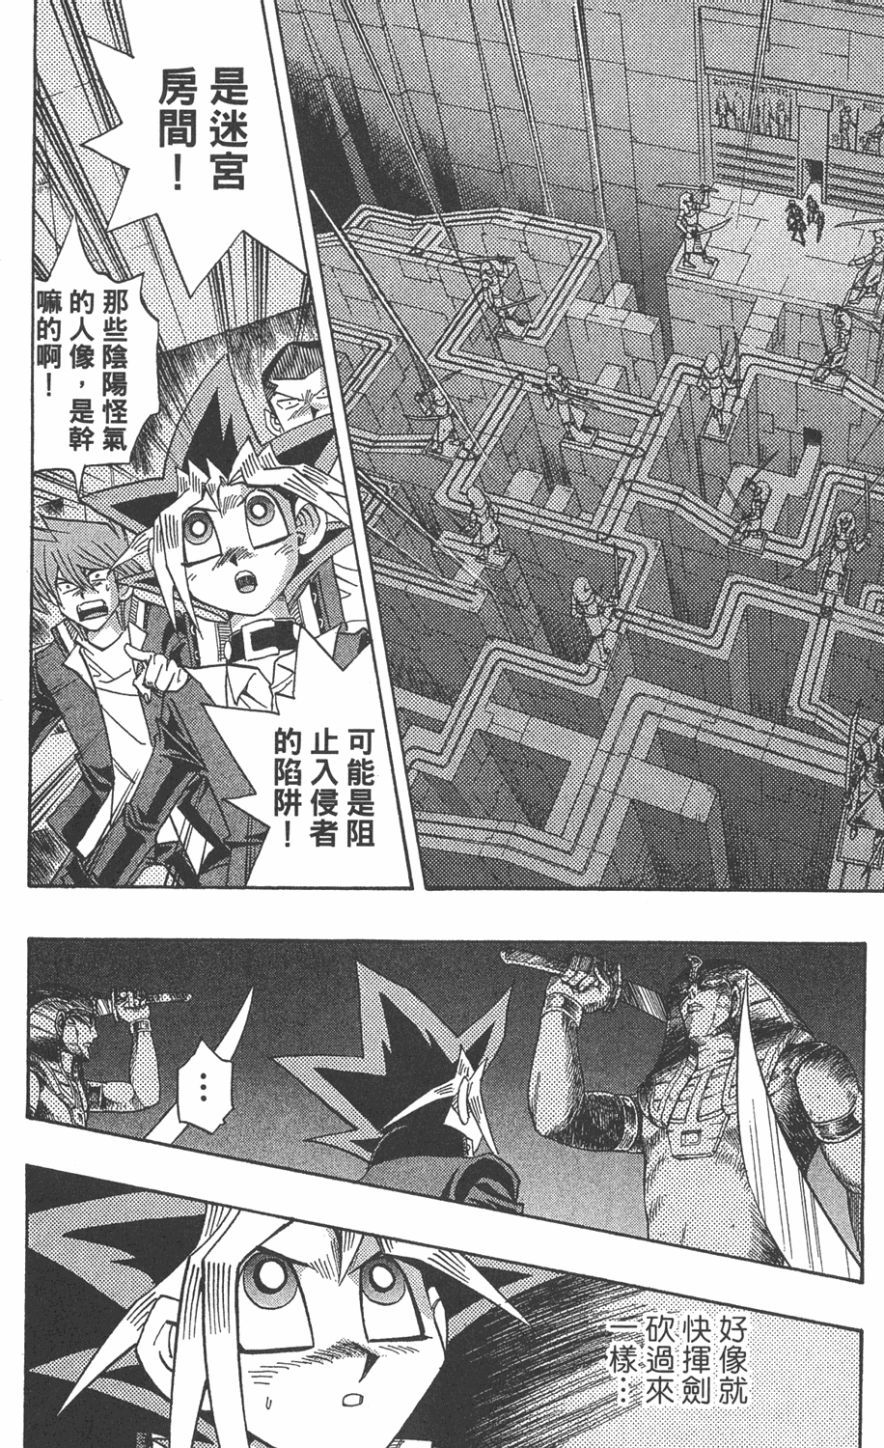 是迷宮
房間！
那些陰陽怪氣
的人像，是幹
嘛的啊！
可能是阻
止入侵者
的陷阱！
…
好像就
快揮劍
砍過來
一樣…